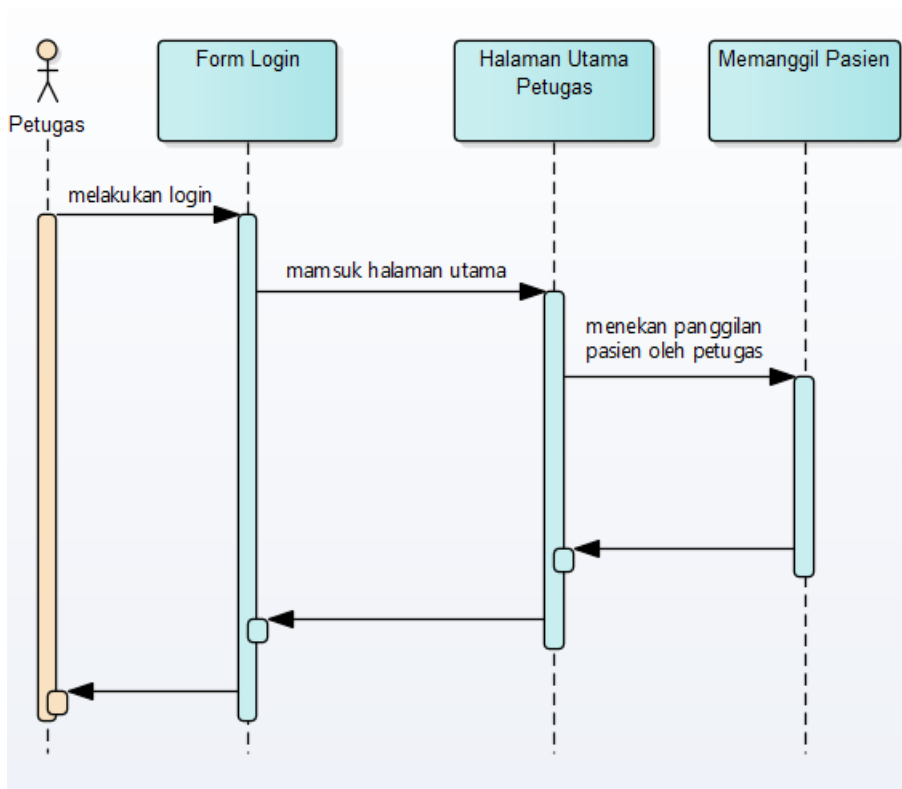 Form Login
Halaman Utama
Petugas
Memanggil Pasien
Petugas
melakukan login
mamsuk halaman utama
menekan panggilan
pasien oleh petugas